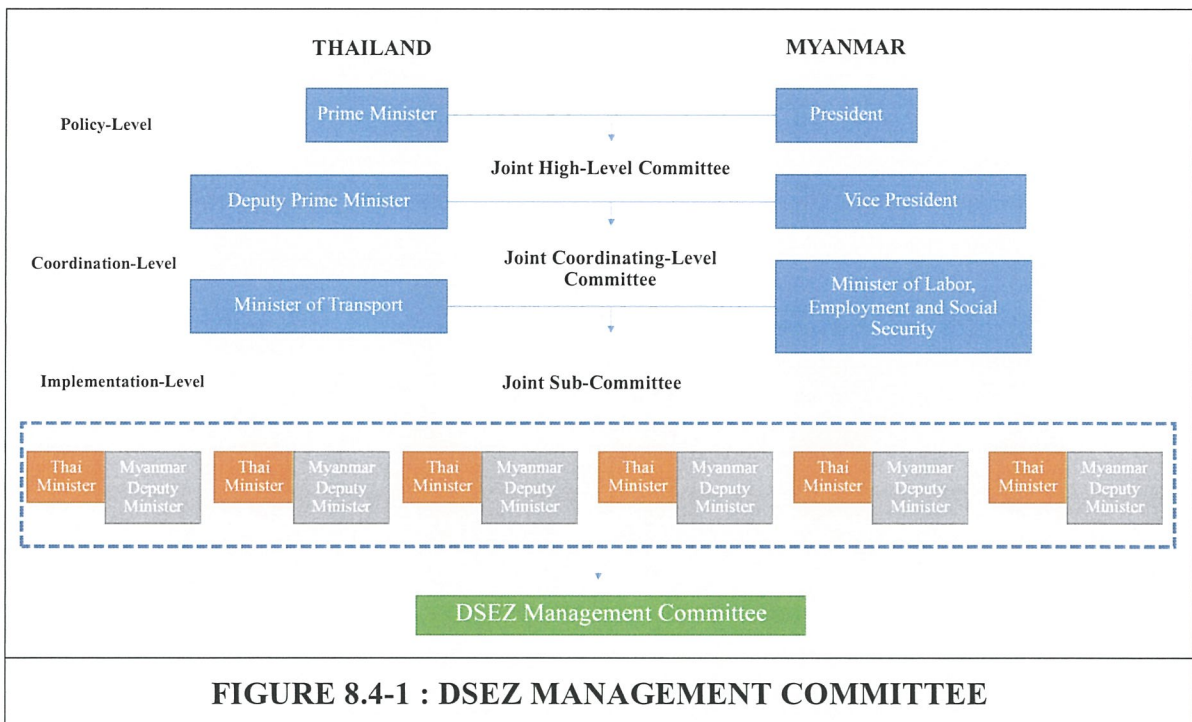 THAILAND
MYANMAR
Policy-Level
Prime Minister
President
Joint High-Level Committee
Deputy Prime Minister
Vice President
Coordination-Level
Joint Coordinating-Level
Committee
Minister of Transport
Minister of Labor,
Employment and Social
Security
Implementation-Level
Joint Sub-Committee
Thai
Minister
Myanmar
Deputy
Minister
Thai
Minister
Myanmar
Deputy
Minister
Thai
Minister
Myanmar
Deputy
Minister
Thai
Minister
Myanmar
Deputy
Minister
Thai
Minister
Myanmar
Deputy
Minister
Thai
Minister
Myanmar
Deputy
Minister
DSEZ Management Committee
FIGURE 8.4-1 : DSEZ MANAGEMENT COMMITTEE